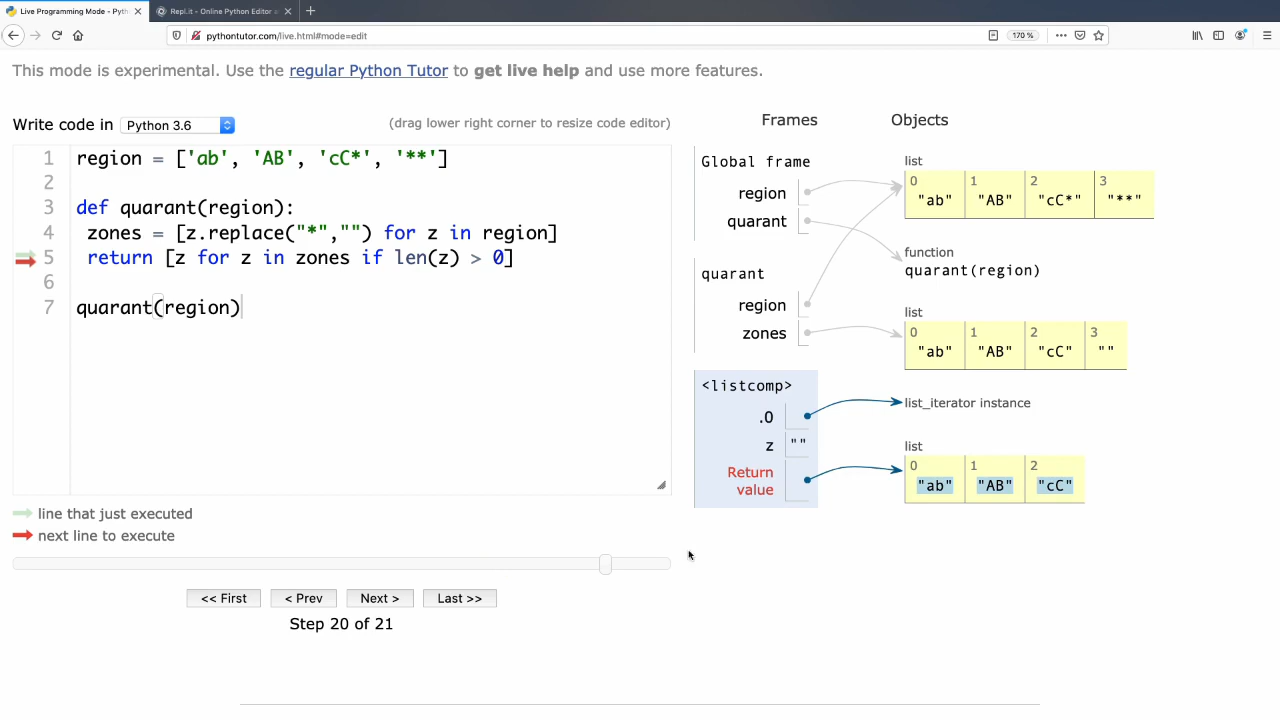 Live Programming Mode - Pyth
Repl.it - Online Python Editor a
pythontutor.com/live.html#mode=edit
170 %
This mode is experimental. Use the regular Python Tutor to get live help and use more features.
Write code in Python 3.6
(drag lower right corner to resize code editor)
1 region = ['ab', 'AB', 'cC*', '**']
2
3 def quarant(region):
4 zones = [z.replace("*","") for z in region]
5 return [z for z in zones if len(z) > 0]
6
7 quarant(region)
line that just executed
next line to execute
<< First
< Prev
Next >
Last >>
Step 20 of 21
Frames
Objects
Global frame
region
quarant
list
0 1 2 3
"ab" "AB" "cC*" "**"
function
quarant(region)
quarant
region
zones
list
0 1 2 3
"ab" "AB" "cC" ""
<listcomp>
.0
z ""
Return
value
list_iterator instance
list
0 1 2
"ab" "AB" "cC"